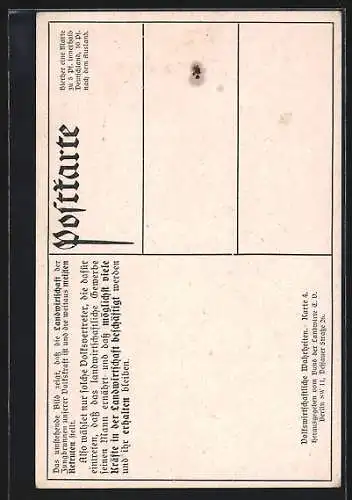 Das umstehende Bild zeigt, daß die Landwirtschaft der
Jungbrunnen unserer Volkskraft ist und die weitaus meisten
Rekruten stellt.
Also wählet nur solche Volksvertreter, die dafür
eintreten, daß das landwirtschaftliche Gewerbe
seinen Mann ernährt und daß möglichst viele
Kräfte in der Landwirtschaft beschäftigt werden
und ihr erhalten bleiben.
Volkswirtschaftliche Wahrheiten. Karte 4.
Herausgegeben vom Bund der Landwirte E. V.
Berlin SW 11, Dessauer Straße 26.
Postkarte
Hierher eine Marke
zu 5 Pf. innerhalb
Deutschland, 10 Pf.
nach dem Ausland.